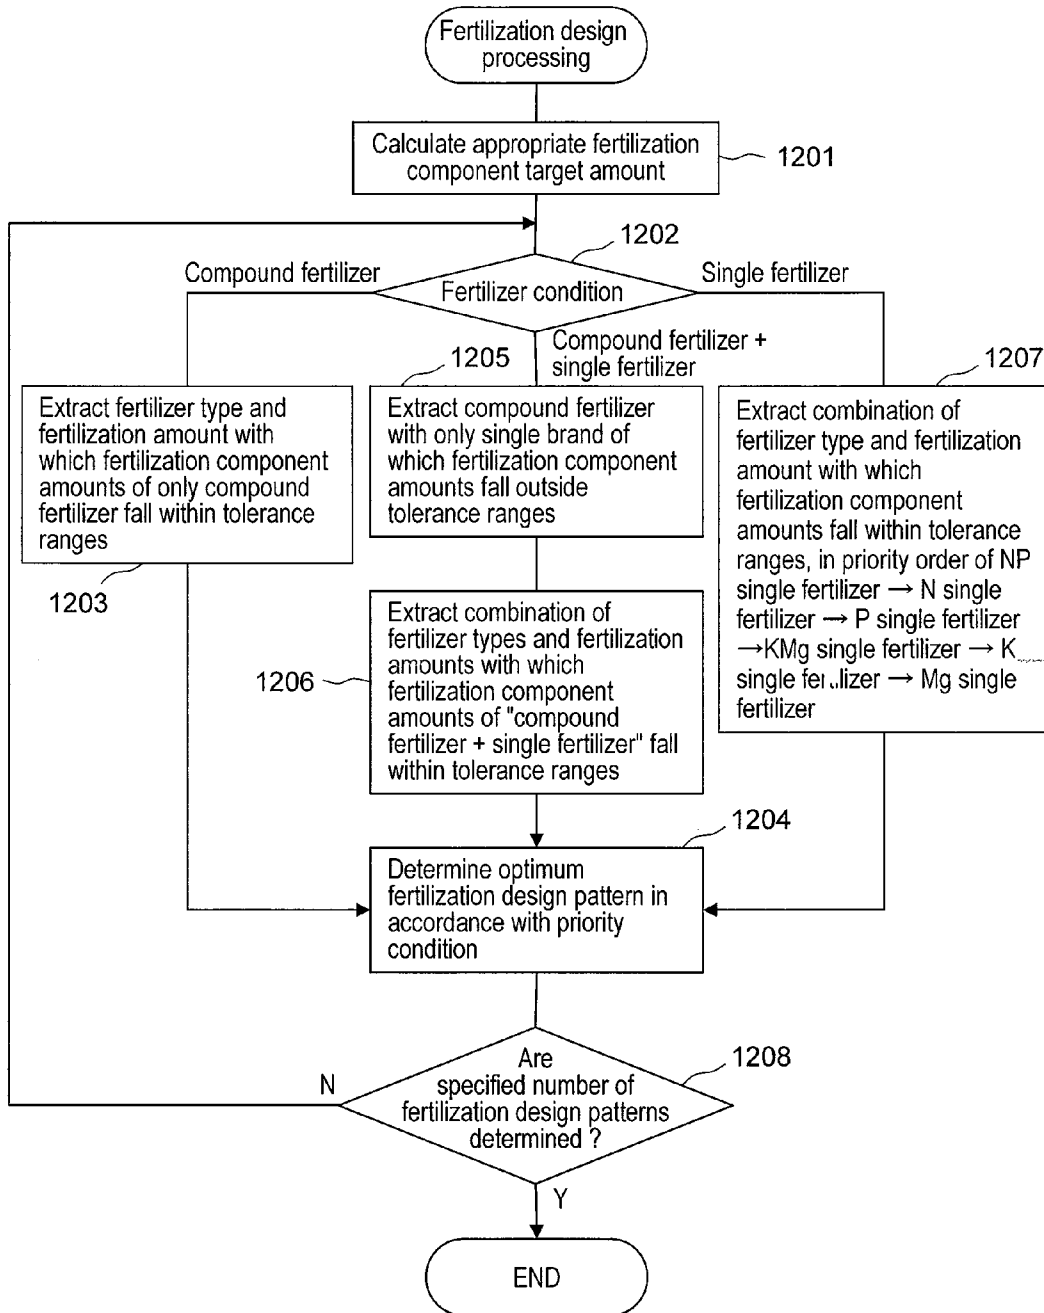 Fertilization design
processing
Calculate appropriate fertilization
component target amount
1201
1202
Compound fertilizer
Fertilizer condition
Single fertilizer
Compound fertilizer +
single fertilizer
1205
1207
Extract fertilizer type and
fertilization amount with
which fertilization component
amounts of only compound
fertilizer fall within tolerance
ranges
1203
Extract compound fertilizer
with only single brand of
which fertilization component
amounts fall outside
tolerance ranges
Extract combination of
fertilizer type and fertilization
amount with which
fertilization component
amounts fall within tolerance
ranges, in priority order of NP
single fertilizer → N single
fertilizer → P single fertilizer
→KMg single fertilizer → K
single → Mg single
fertilizer
1206
Extract combination of
fertilizer types and fertilization
amounts with which
fertilization component
amounts of "compound
fertilizer + single fertilizer" fall
within tolerance ranges
1204
Determine optimum
fertilization design pattern in
accordance with priority
condition
1208
Are
specified number of
fertilization design patterns
determined ?
N
Y
END